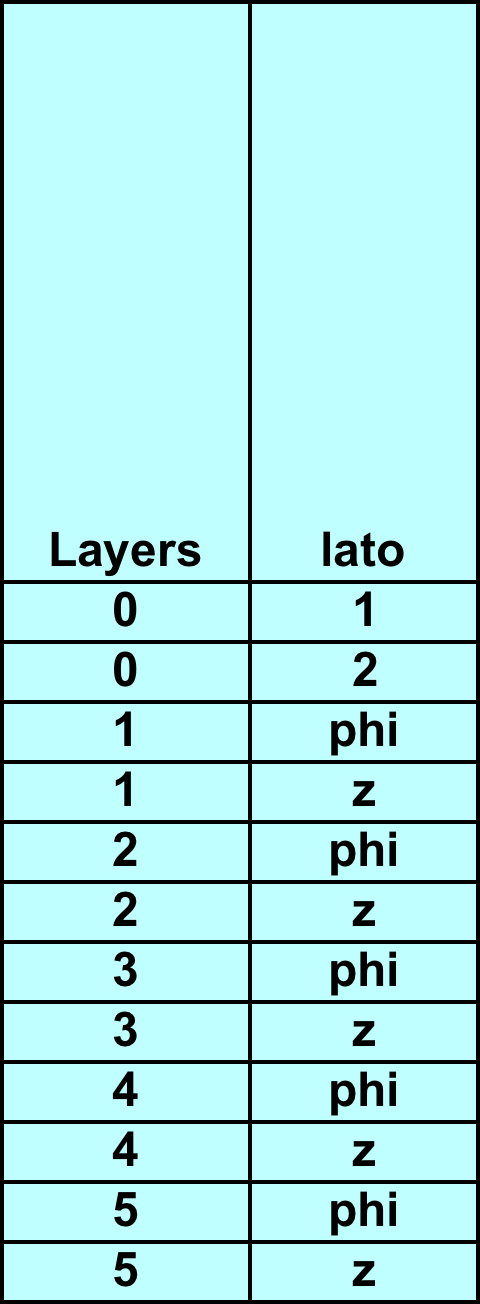 Layers lato
0 1
0 2
1 phi
1 z
2 phi
2 z
3 phi
3 z
4 phi
4 z
5 phi
5 z